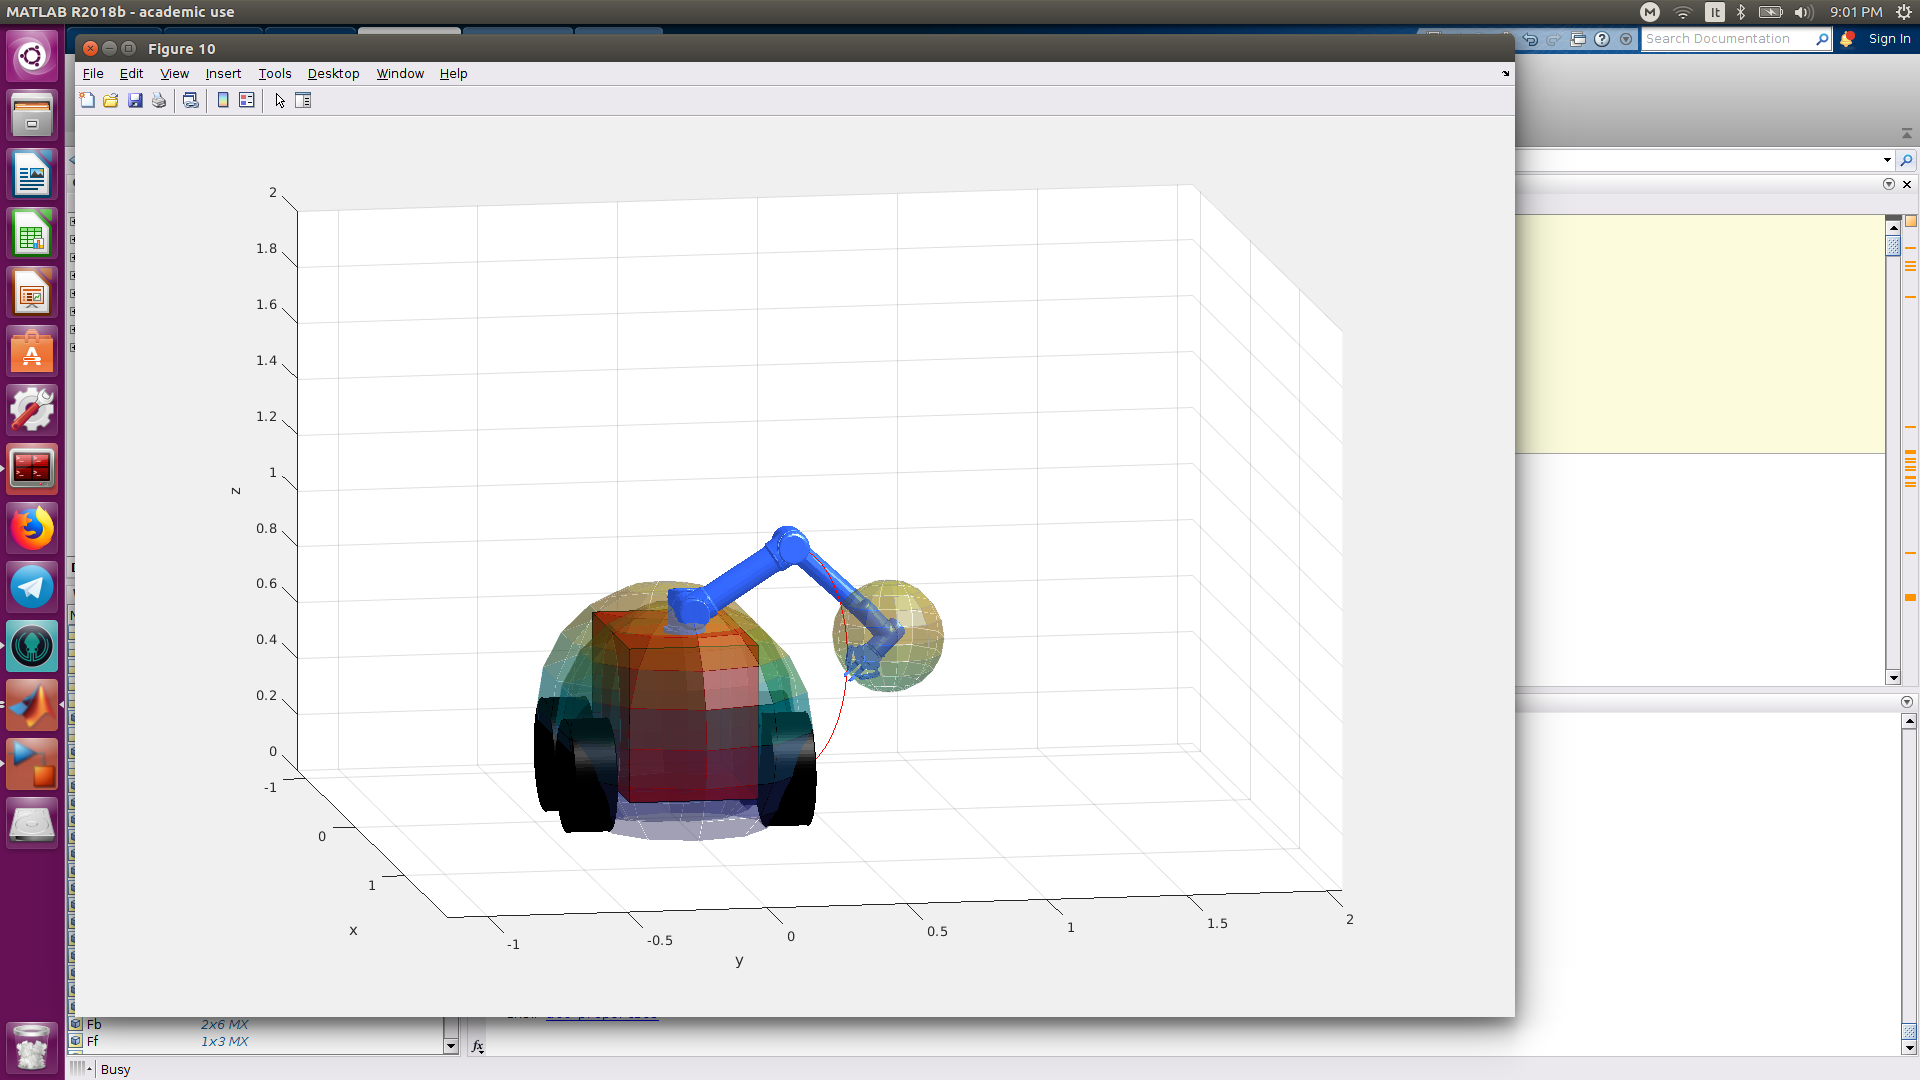 MATLAB R2018b - academic use
It
9:01 PM
Figure 10
Search Documentation
Sign In
File Edit View Insert Tools Desktop Window Help
2
1.8
1.6
1.4
1.2
1
0.8
0.6
0.4
0.2
0
z
-1
0
1
x
-1
-0.5
0
0.5
1
1.5
2
y
Fb 2x6 MX
Ff 1x3 MX
fx
Busy